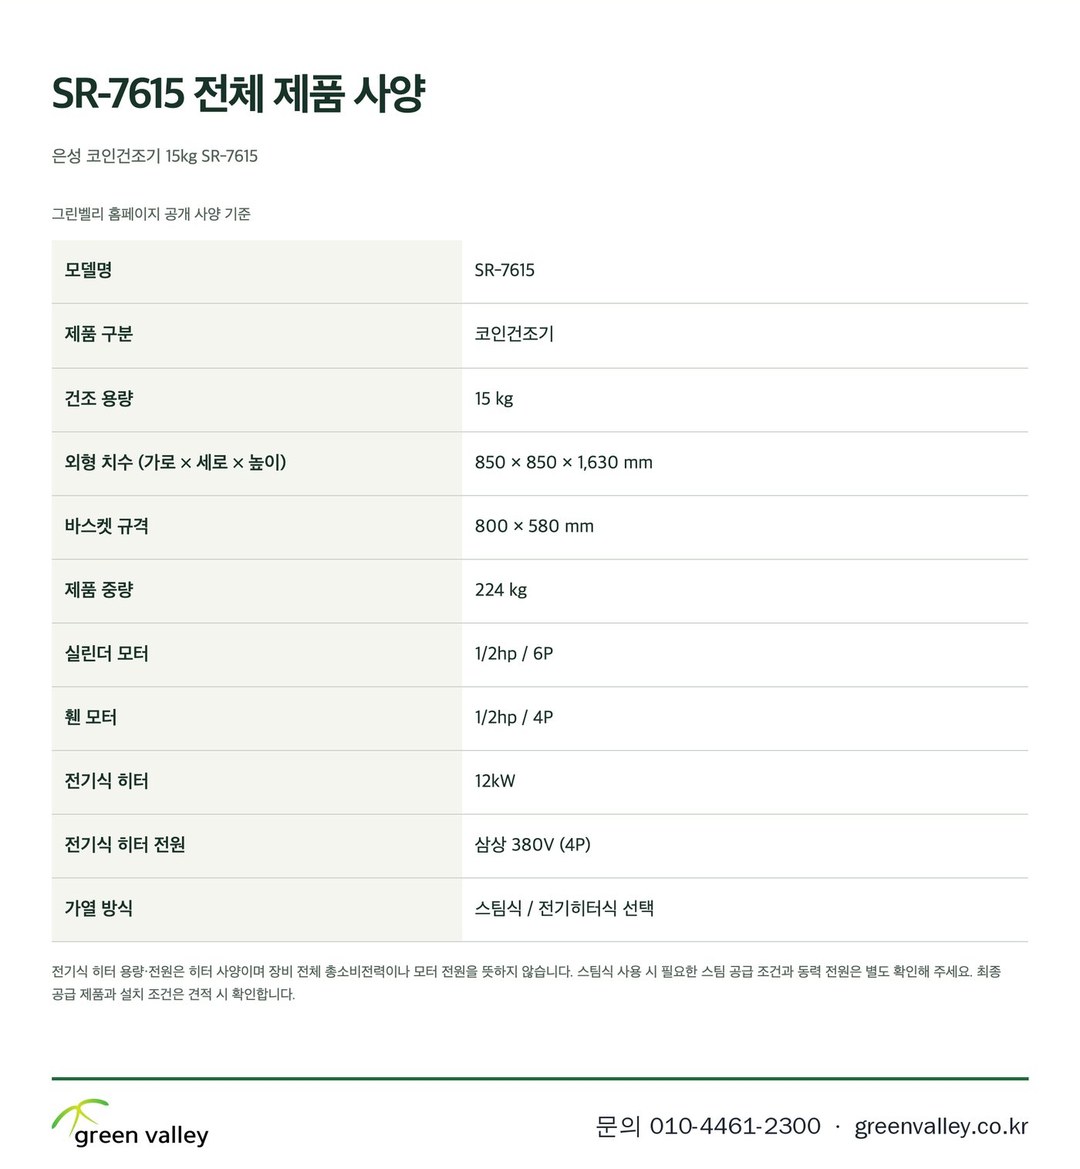 SR-7615 전체 제품 사양
은성 코인건조기 15kg SR-7615
그린벨리 홈페이지 공개 사양 기준
모델명 SR-7615
제품 구분 코인건조기
건조 용량 15 kg
외형 치수 (가로 × 세로 × 높이) 850 × 850 × 1,630 mm
바스켓 규격 800 × 580 mm
제품 중량 224 kg
실린더 모터 1/2hp / 6P
휀 모터 1/2hp / 4P
전기식 히터 12kW
전기식 히터 전원 삼상 380V (4P)
가열 방식 스팀식 / 전기히터식 선택
전기식 히터 용량·전원은 히터 사양이며 장비 전체 총소비전력이나 모터 전원을 뜻하지 않습니다. 스팀식 사용 시 필요한 스팀 공급 조건과 동력 전원은 별도 확인해 주세요. 최종
공급 제품과 설치 조건은 견적 시 확인합니다.
green valley
문의 010-4461-2300 · greenvalley.co.kr